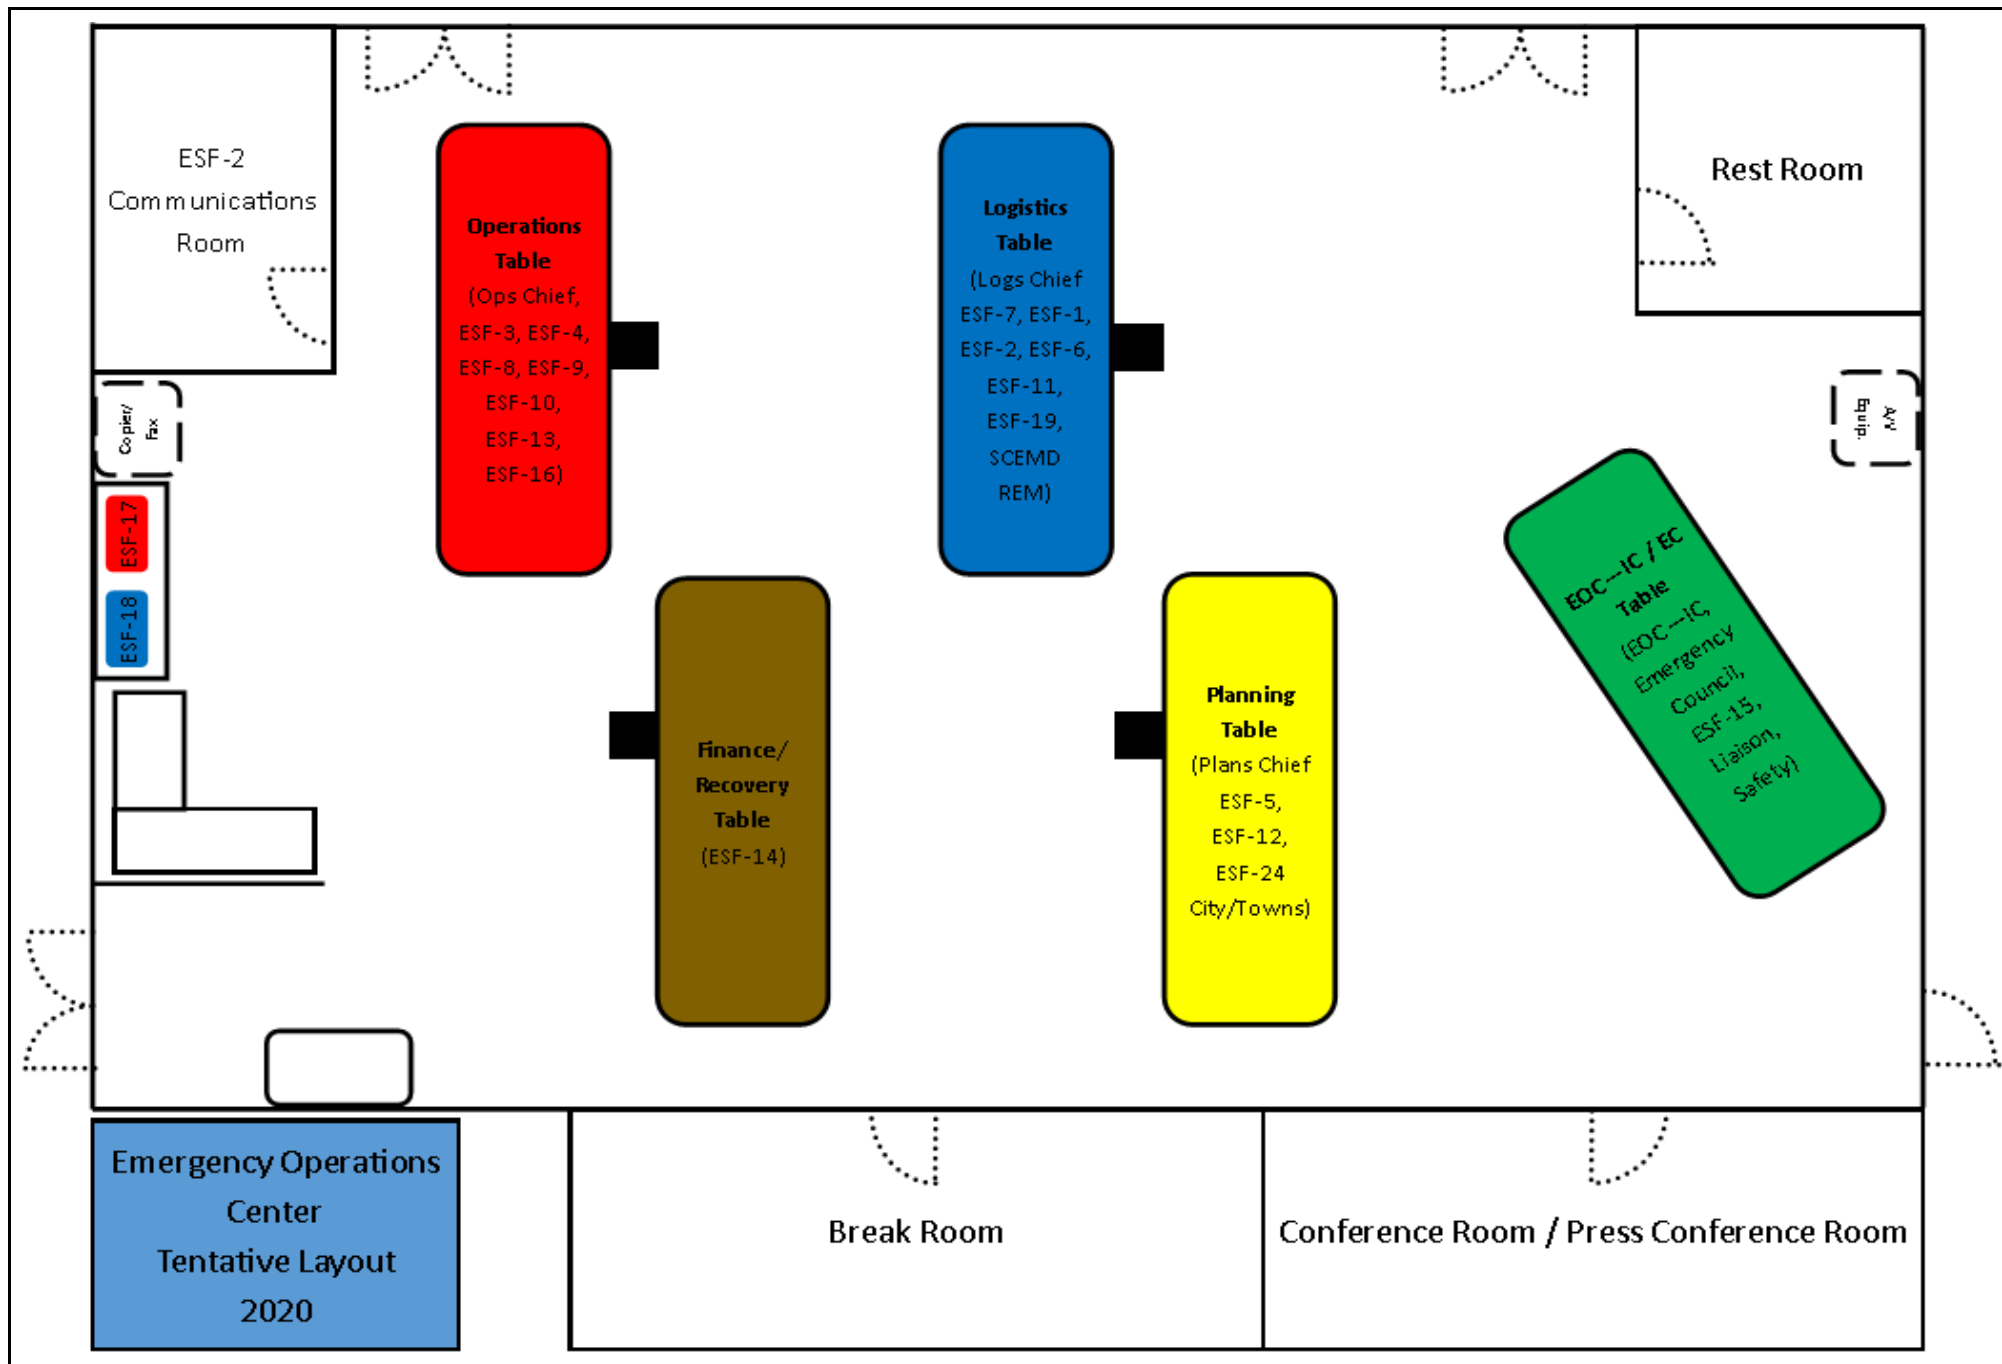 ESF-2
Communications
Room
Operations
Table
(Ops Chief,
ESF-3, ESF-4,
ESF-8, ESF-9,
ESF-10,
ESF-13,
ESF-16)
Logistics
Table
(Logs Chief
ESF-7, ESF-1,
ESF-2, ESF-6,
ESF-11,
ESF-19,
SCEMD
REM)
Rest Room
Copier/
Fax
A/V
Equip.
ESF-17
ESF-18
EOC—IC / EC
Table
(EOC—IC,
Emergency
Council,
ESF-15,
Liaison,
Safety)
Finance/
Recovery
Table
(ESF-14)
Planning
Table
(Plans Chief
ESF-5,
ESF-12,
ESF-24
City/Towns)
Emergency Operations
Center
Tentative Layout
2020
Break Room
Conference Room / Press Conference Room